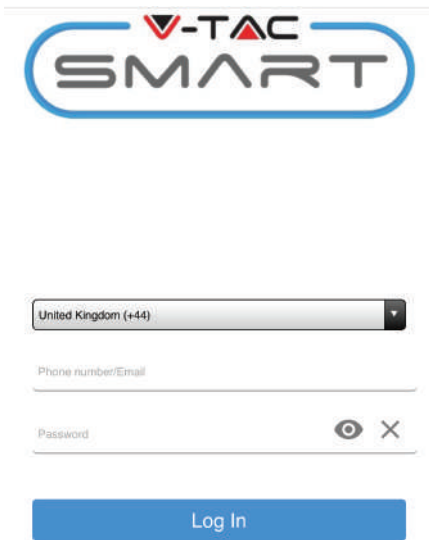 V-TAC
SMART
United Kingdom (+44)
Phone number/Email
Password
Log In